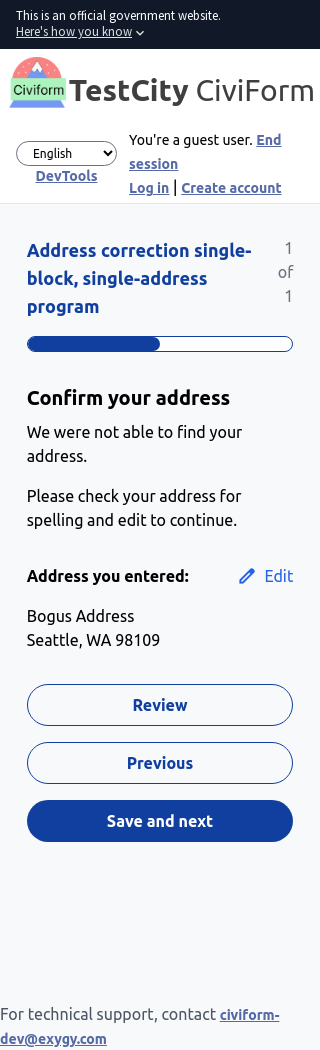 This is an official government website.
Here's how you know
Civiform
TestCity CiviForm
English
DevTools
You're a guest user. End
session
Log in | Create account
Address correction single-
block, single-address
program
1
of
1
Confirm your address
We were not able to find your
address.
Please check your address for
spelling and edit to continue.
Address you entered:
Edit
Bogus Address
Seattle, WA 98109
Review
Previous
Save and next
For technical support, contact civiform-
dev@exygy.com